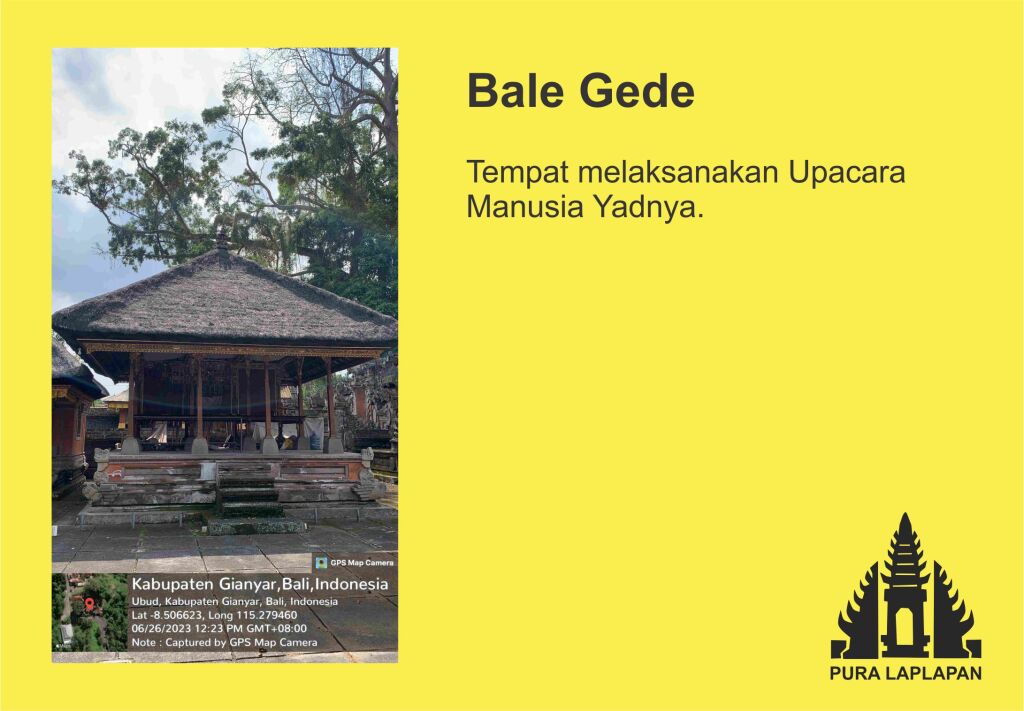 Bale Gede
Tempat melaksanakan Upacara
Manusia Yadnya.
GPS Map Camera
Kabupaten Gianyar,Bali,Indonesia
Ubud, Kabupaten Gianyar, Bali, Indonesia
Lat -8.506623, Long 115.279460
06/26/2023 12:23 PM GMT+08:00
Note : Captured by GPS Map Camera
PURA LAPLAPAN